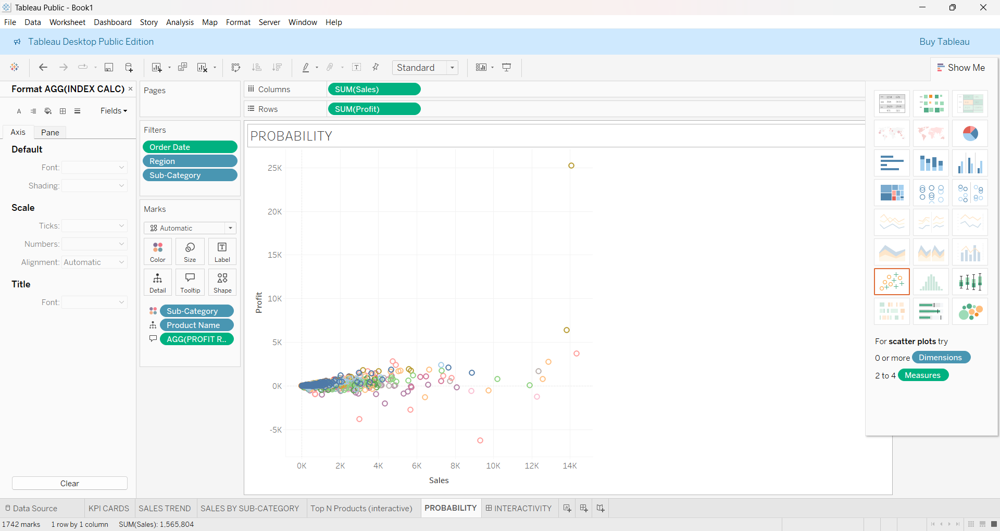 Tableau Public - Book1
File Data Worksheet Dashboard Story Analysis Map Format Server Window Help
Tableau Desktop Public Edition
Buy Tableau
Standard
Show Me
Format AGG(INDEX CALC)
Fields
Axis
Pane
Default
Font:
Shading:
Scale
Ticks:
Numbers:
Alignment: Automatic
Title
Font:
Clear
Pages
Filters
Order Date
Region
Sub-Category
Marks
Automatic
Color
Size
Label
Detail
Tooltip
Shape
Sub-Category
Product Name
AGG(PROFIT R..
Columns
SUM(Sales)
Rows
SUM(Profit)
PROBABILITY
25K
20K
15K
10K
5K
0K
-5K
Profit
0K 2K 4K 6K 8K 10K 12K 14K
Sales
For scatter plots try
0 or more Dimensions
2 to 4 Measures
Data Source
KPI CARDS
SALES TREND
SALES BY SUB-CATEGORY
Top N Products (interactive)
PROBABILITY
INTERACTIVITY
1742 marks
1 row by 1 column
SUM(Sales): 1,565,804